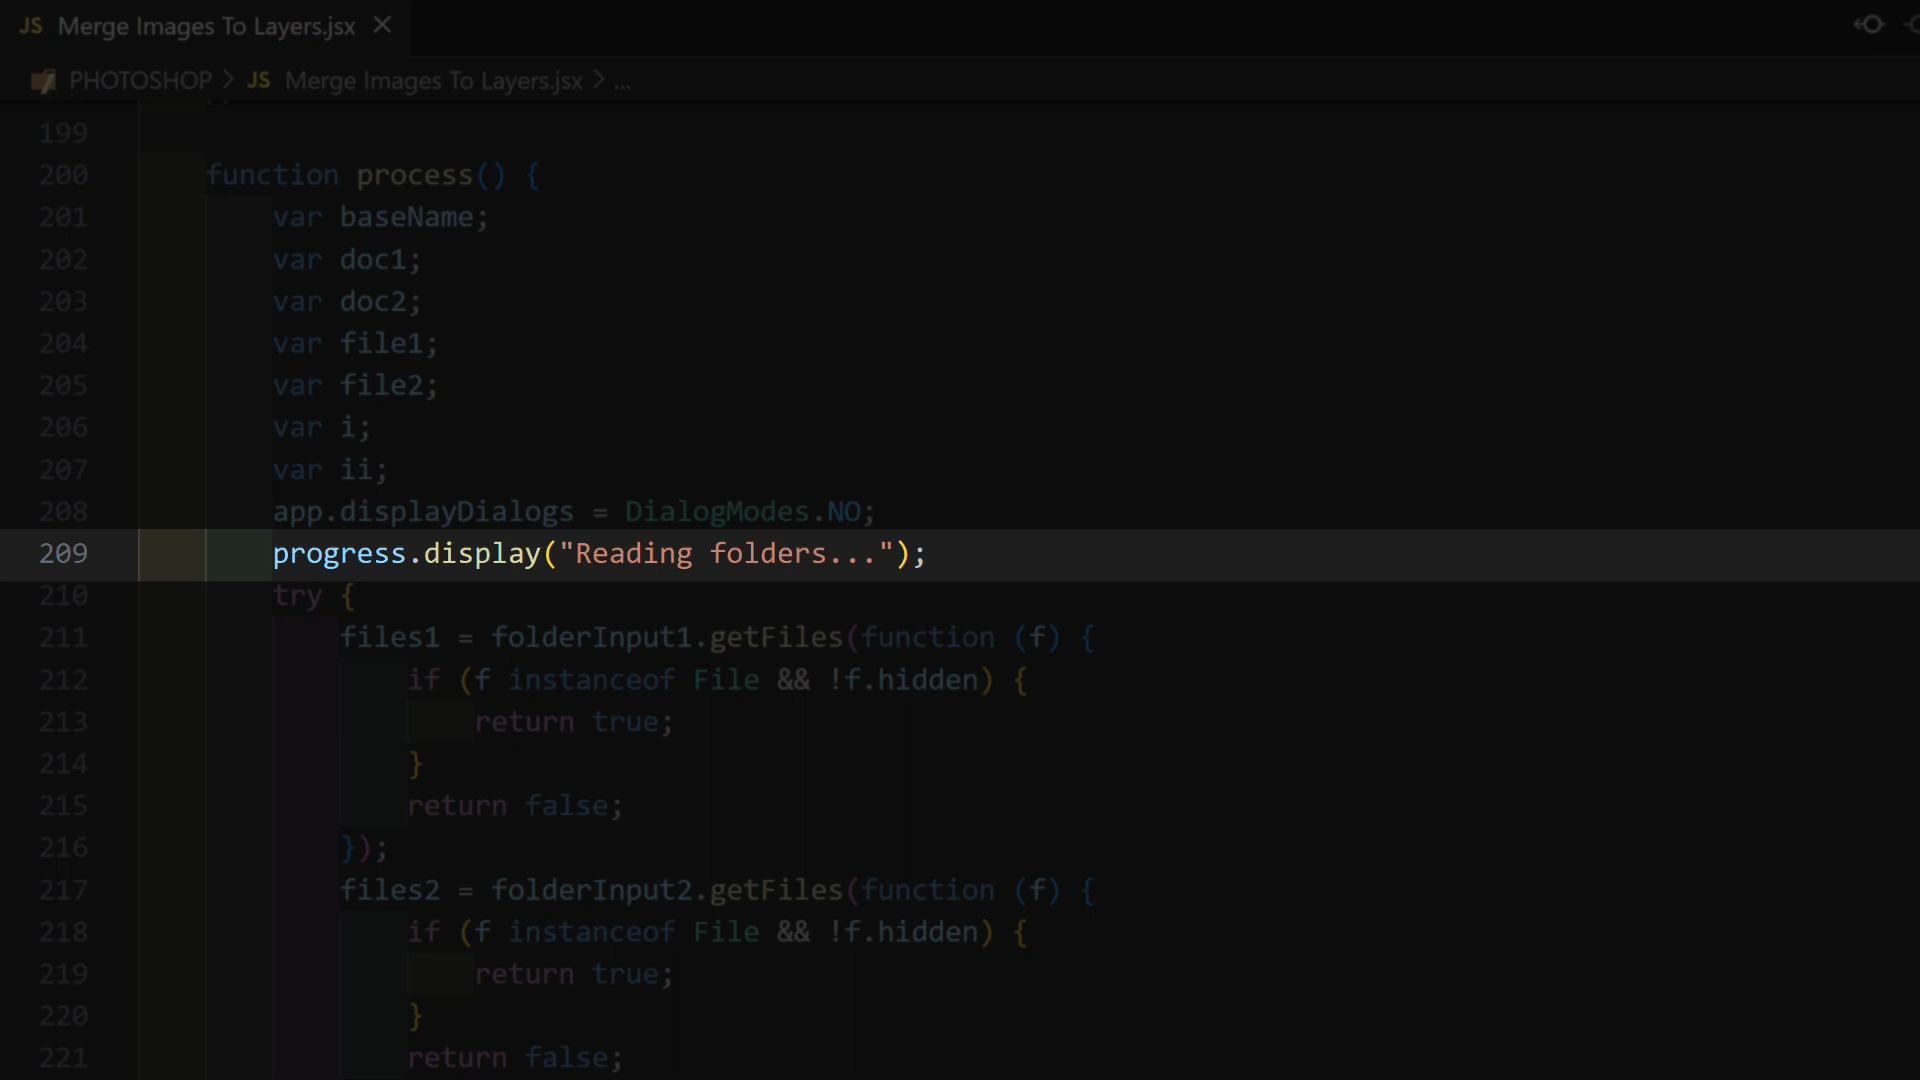 JS Merge Images To Layers.jsx ×
PHOTOSHOP > JS Merge Images To Layers.jsx > ...
199
200 function process() {
201 var baseName;
202 var doc1;
203 var doc2;
204 var file1;
205 var file2;
206 var i;
207 var ii;
208 app.displayDialogs = DialogModes.NO;
209 progress.display("Reading folders...");
210 try {
211 files1 = folderInput1.getFiles(function (f) {
212 if (f instanceof File && !f.hidden) {
213 return true;
214 }
215 return false;
216 });
217 files2 = folderInput2.getFiles(function (f) {
218 if (f instanceof File && !f.hidden) {
219 return true;
220 }
221 return false;